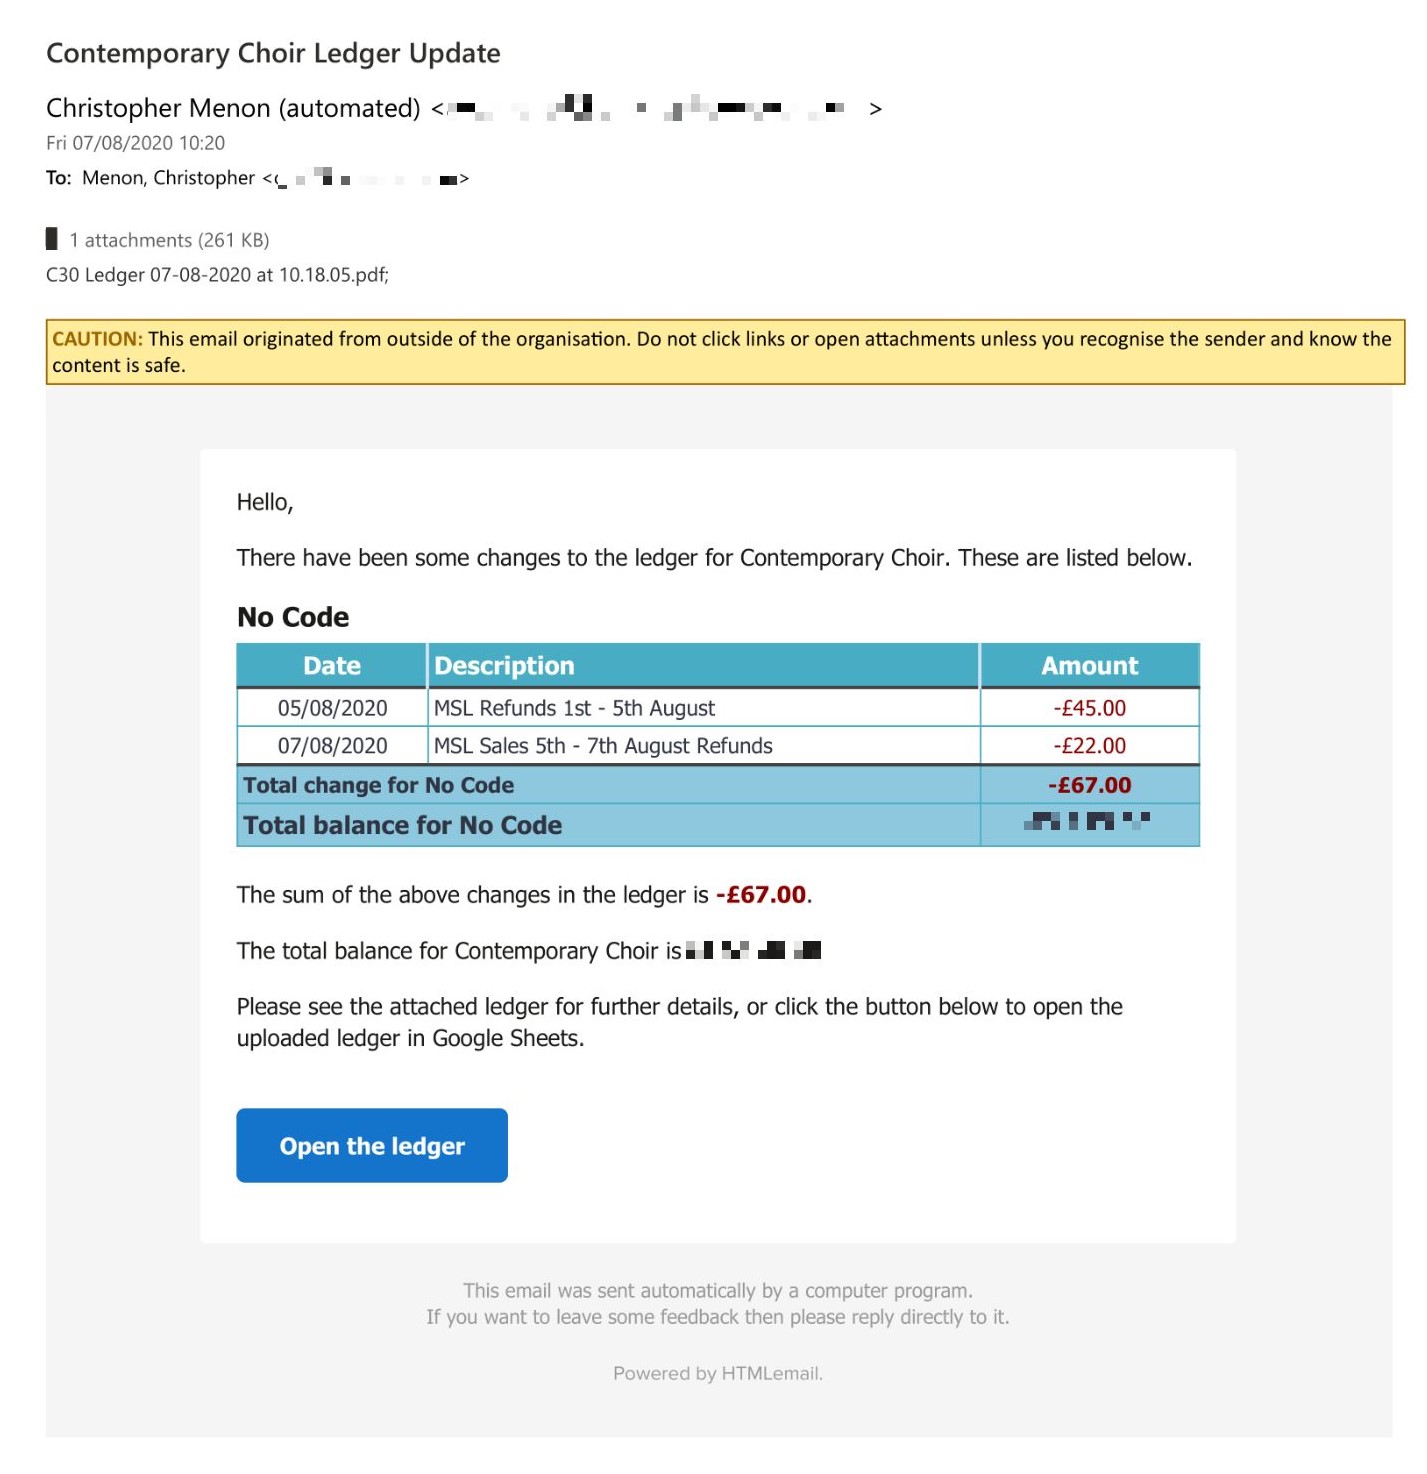 Contemporary Choir Ledger Update
Christopher Menon (automated) < >
Fri 07/08/2020 10:20
To: Menon, Christopher < >
1 attachments (261 KB)
C30 Ledger 07-08-2020 at 10.18.05.pdf;
CAUTION: This email originated from outside of the organisation. Do not click links or open attachments unless you recognise the sender and know the
content is safe.
Hello,
There have been some changes to the ledger for Contemporary Choir. These are listed below.
No Code
Date Description Amount
05/08/2020 MSL Refunds 1st - 5th August -£45.00
07/08/2020 MSL Sales 5th - 7th August Refunds -£22.00
Total change for No Code -£67.00
Total balance for No Code
The sum of the above changes in the ledger is -£67.00.
The total balance for Contemporary Choir is
Please see the attached ledger for further details, or click the button below to open the
uploaded ledger in Google Sheets.
Open the ledger
This email was sent automatically by a computer program.
If you want to leave some feedback then please reply directly to it.
Powered by HTMLemail.